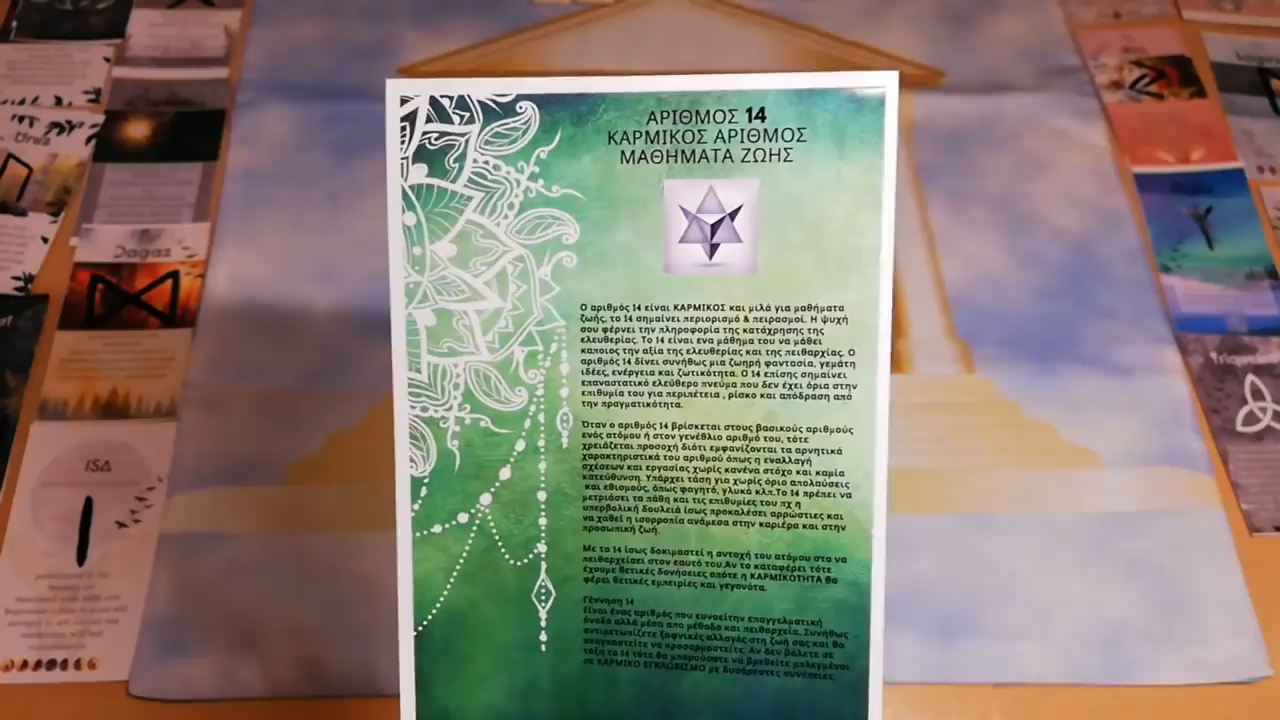 ΑΡΙΘΜΟΣ 14
ΚΑΡΜΙΚΟΣ ΑΡΙΘΜΟΣ
ΜΑΘΗΜΑΤΑ ΖΩΗΣ
Ο αριθμός 14 είναι ΚΑΡΜΙΚΟΣ και μιλά για μαθήματα
ζωής, το 14 σημαίνει περιορισμό & πειρασμοί. Η ψυχή
σου φέρνει την πληροφορία της κατάχρησης της
ελευθερίας. Το 14 είναι ενα μάθημα του να μάθει
καποιος την αξία της ελευθερίας και της πειθαρχίας. Ο
αριθμός 14 δίνει συνήθως μια ζωηρή φαντασία, γεμάτη
ιδέες, ενέργεια και ζωτικότητα. Ο 14 επίσης σημαίνει
επαναστατικό ελεύθερο πνεύμα που δεν έχει όρια στην
επιθυμία του για περιπέτεια , ρίσκο και απόδραση από
την πραγματικότητα.
Όταν ο αριθμός 14 βρίσκεται στους βασικούς αριθμούς
ενός ατόμου ή στον γενέθλιο αριθμό του, τότε
χρειάζεται προσοχή διότι εμφανίζονται τα αρνητικά
χαρακτηριστικά του αριθμού όπως η εναλλαγή
σχέσεων και εργασίας χωρίς κανένα στόχο και καμία
κατεύθυνση. Υπάρχει τάση για χωρίς όριο απολαύσεις
και εθισμούς, όπως φαγητό, γλυκά κλπ.Το 14 πρέπει να
μετριάσει τα πάθη και τις επιθυμίες του πχ η
υπερβολική δουλειά ίσως προκαλέσει αρρώστιες και
να χαθεί η ισορροπία ανάμεσα στην καριέρα και στην
προσωπική ζωή.
Με το 14 ίσως δοκιμαστεί η αντοχή του ατόμου στο να
πειθαρχείσει στον εαυτό του.Αν το καταφέρει τότε
έχουμε θετικές δονήσειες οπότε η ΚΑΡΜΙΚΟΤΗΤΑ θα
φέρει θετικές εμπειρίες και γεγονότα.
Γέννηση 14
Είναι ένας αριθμός που ευνοείτην επαγγελματική
άνοδο αλλά μέσα απο μέθοδο και πειθαρχεία. Συνήθως
αντιμετωπίζετε ξαφνικές αλλαγές στη ζωή σας και θα
αναγκαστείτε να προσαρμοστείτε. Αν δεν βάλετε σε
τάξη το 14 τότε θα μπορούσατε να βρεθείτε μπλεγμένοι
σε ΚΑΡΜΙΚΟ ΕΓΚΛΩΒΙΣΜΟ με δυσάρεστες συνέπειες
Uruz
Dagaz
ISA